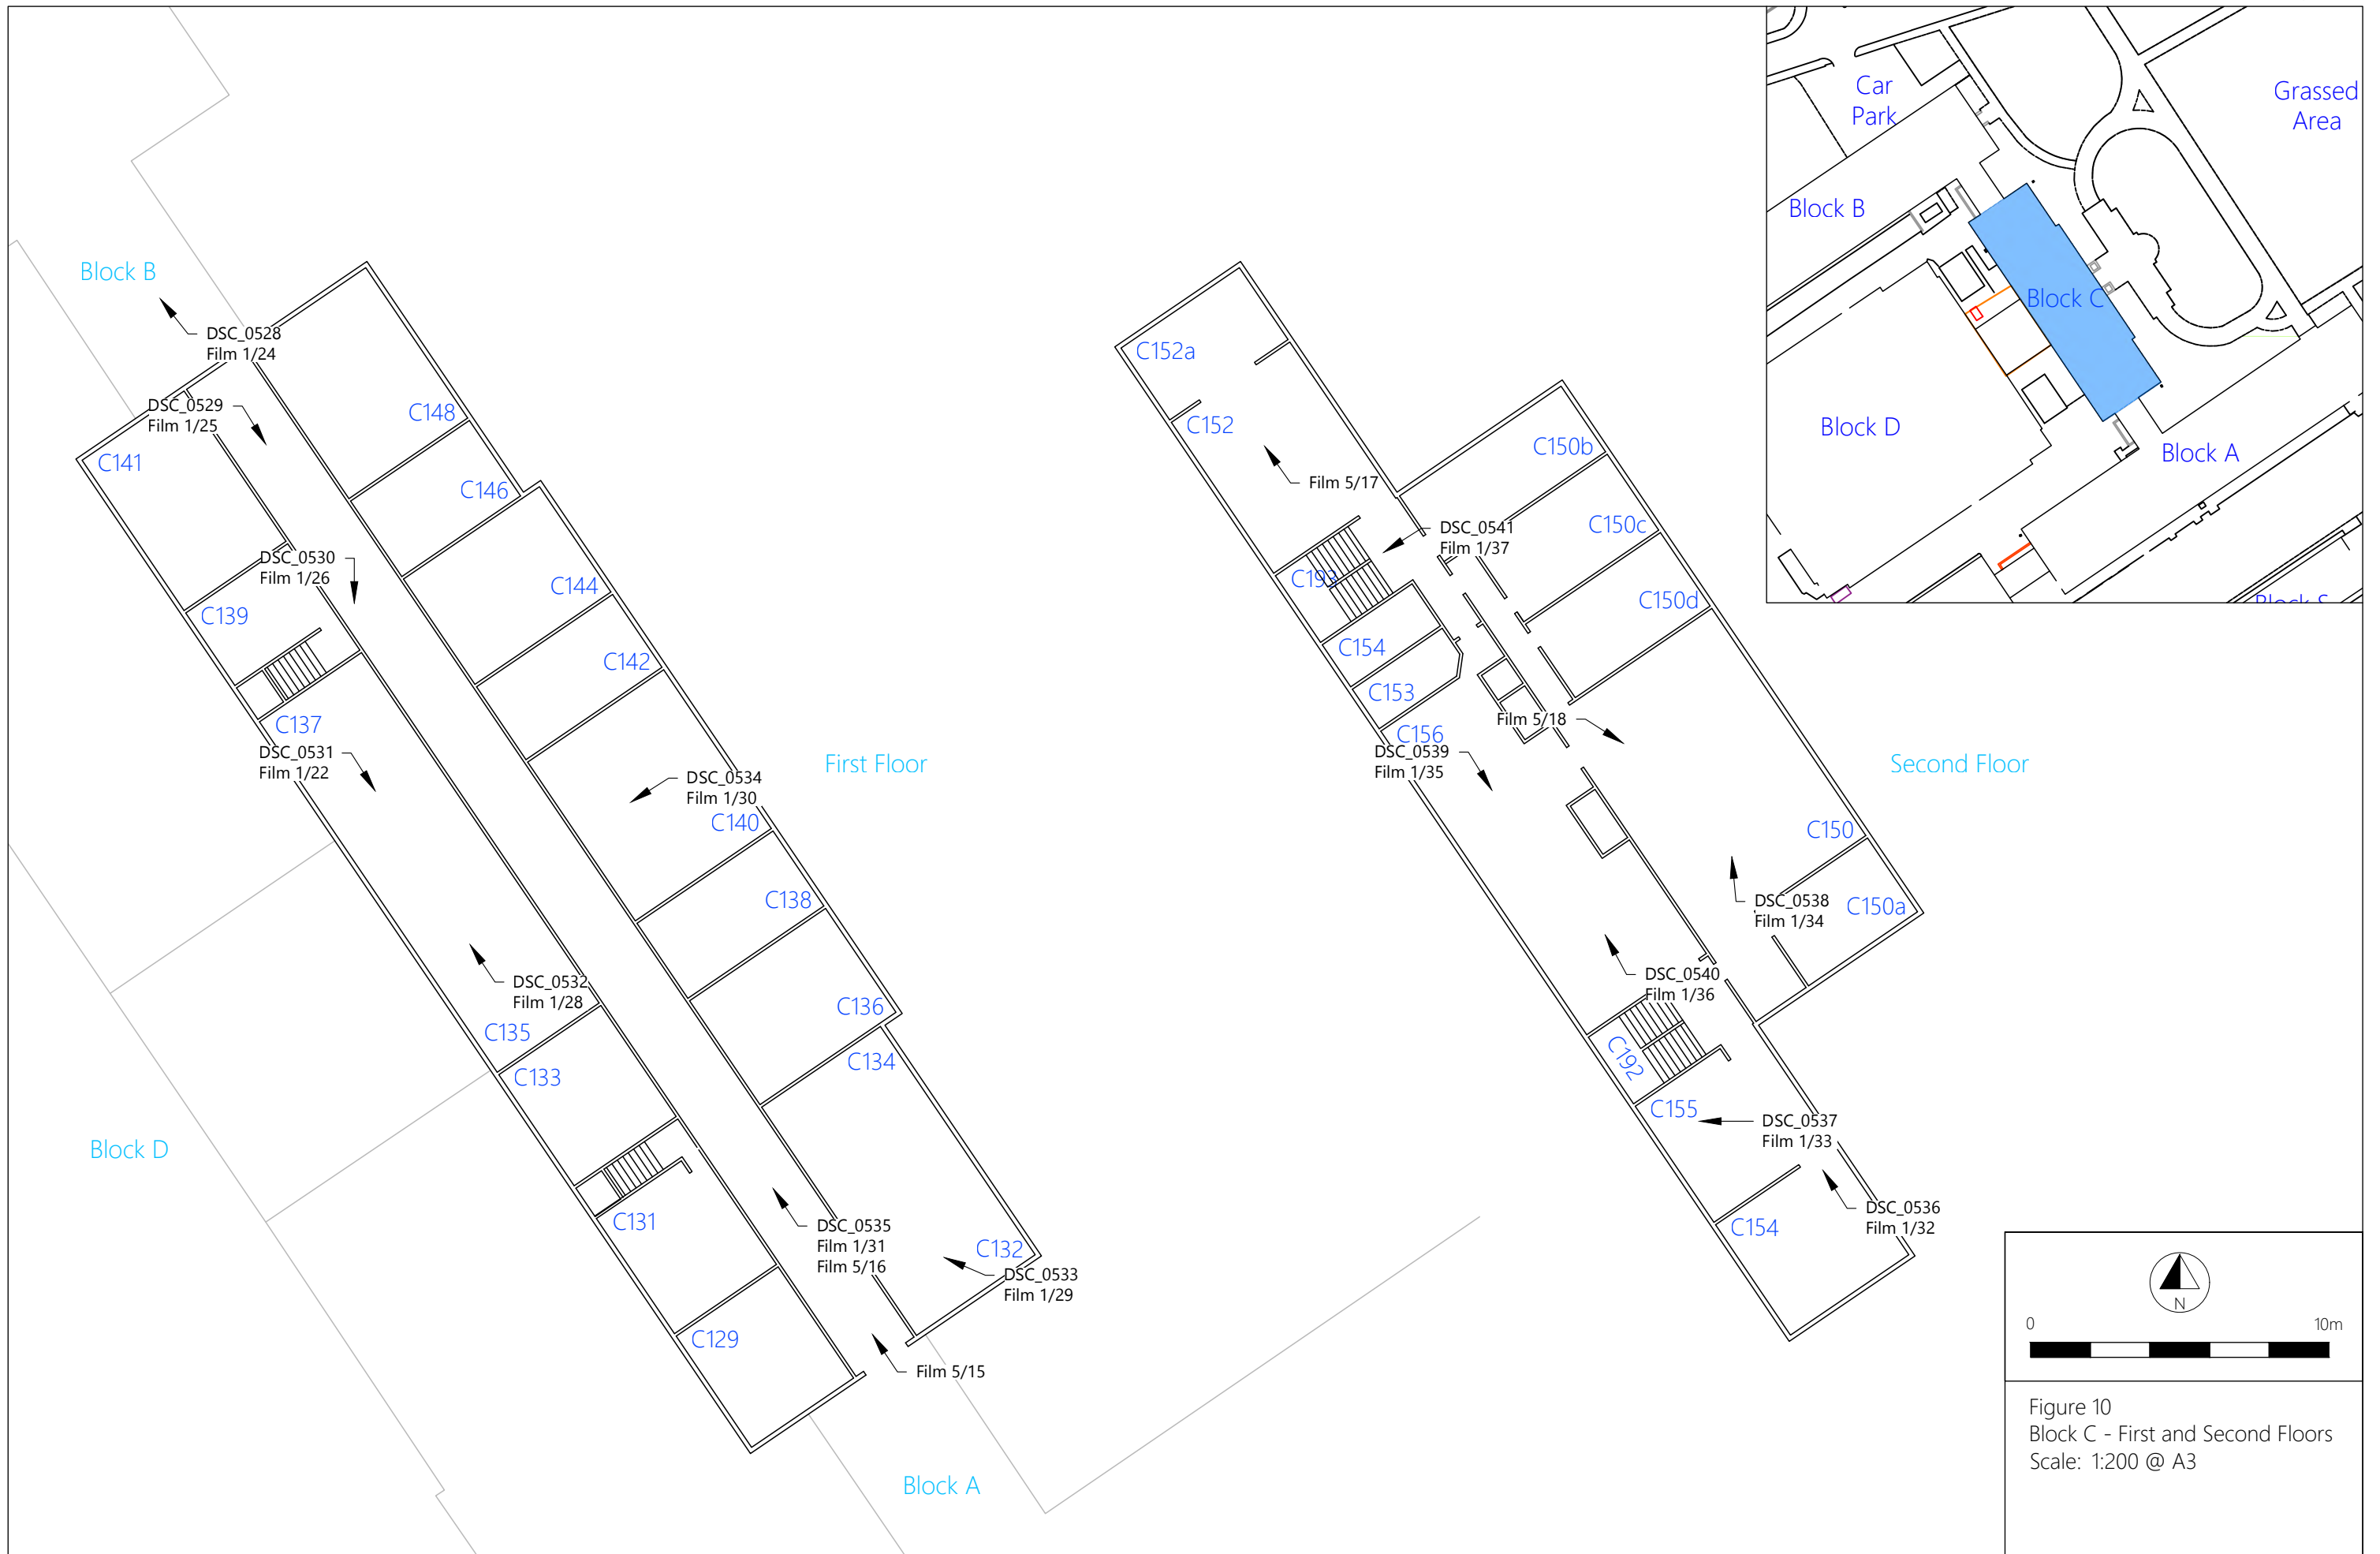 Block B
DSC_0528
Film 1/24
DSC_0529
Film 1/25
C148
C141
C146
DSC_0530
Film 1/26
C144
C139
C142
C137
DSC_0531
Film 1/22
First Floor
DSC_0534
Film 1/30
C140
C138
DSC_0532
Film 1/28
C136
C135
C134
C133
Block D
C131
DSC_0535
Film 1/31
Film 5/16
C132
DSC_0533
Film 1/29
C129
Film 5/15
Block A
C152a
C152
C150b
Film 5/17
DSC_0541
Film 1/37
C150c
C193
C150d
C154
C153
Film 5/18
C156
DSC_0539
Film 1/35
Second Floor
C150
DSC_0538
Film 1/34
C150a
DSC_0540
Film 1/36
C192
C155
DSC_0537
Film 1/33
DSC_0536
Film 1/32
C154
Car
Park
Grassed
Area
Block B
Block C
Block D
Block A
Block S
N
0
10m
Figure 10
Block C - First and Second Floors
Scale: 1:200 @ A3